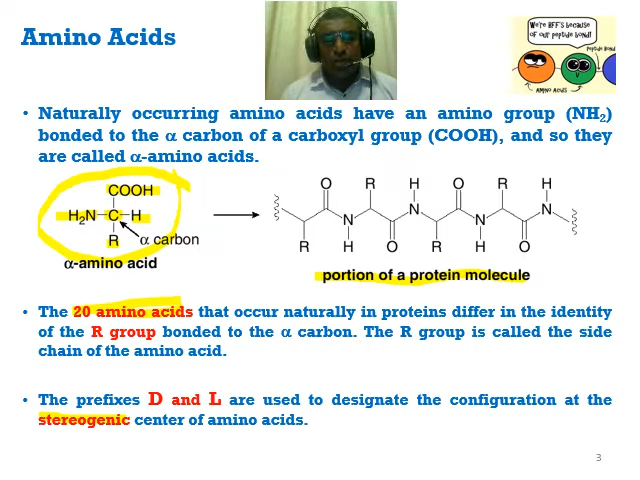 Amino Acids
We're BFF's because
of our peptide bond!
Peptide Bond
Amino Acids
• Naturally occurring amino acids have an amino group (NH₂)
bonded to the α carbon of a carboxyl group (COOH), and so they
are called α-amino acids.
COOH
H₂N C H
R α carbon
α-amino acid
O R H O R H
N N N N
R H O R H O
portion of a protein molecule
• The 20 amino acids that occur naturally in proteins differ in the identity
of the R group bonded to the α carbon. The R group is called the side
chain of the amino acid.
• The prefixes D and L are used to designate the configuration at the
stereogenic center of amino acids.
3